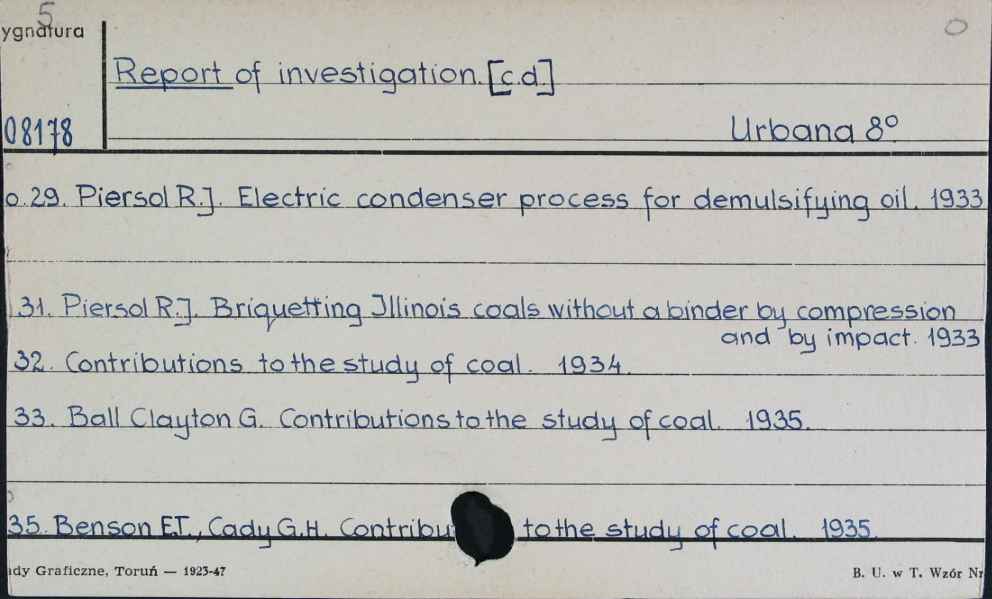 5
ygnatura
Report of investigation. [c.d]
08178
Urbana 8°
o. 29. Piersol R.J. Electric condenser process for demulsifying oil. 1933
31. Piersol R.J. Briquetting Illinois coals without a binder by compression
and by impact. 1933
32. Contributions to the study of coal. 1934.
33. Ball Clayton G. Contributions to the study of coal. 1935.
35. Benson E.T., Cady G.H. Contribu to the study of coal. 1935.
dy Graficzne, Toruń — 1923-47
B. U. w T. Wzór Nr